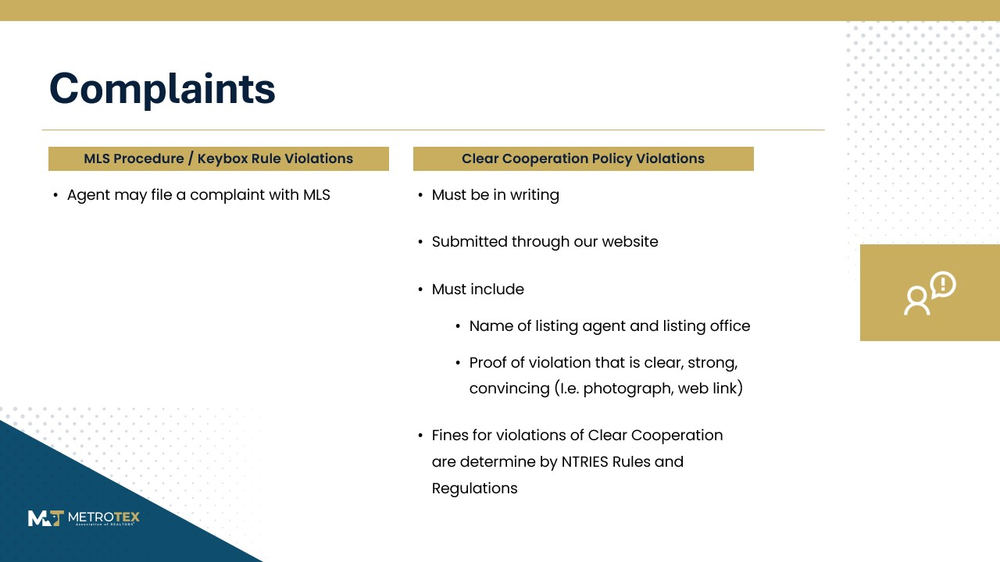 Complaints
MLS Procedure / Keybox Rule Violations
• Agent may file a complaint with MLS
Clear Cooperation Policy Violations
• Must be in writing
• Submitted through our website
• Must include
• Name of listing agent and listing office
• Proof of violation that is clear, strong,
convincing (I.e. photograph, web link)
• Fines for violations of Clear Cooperation
are determine by NTRIES Rules and
Regulations
MT METROTEX
Association of REALTORS®